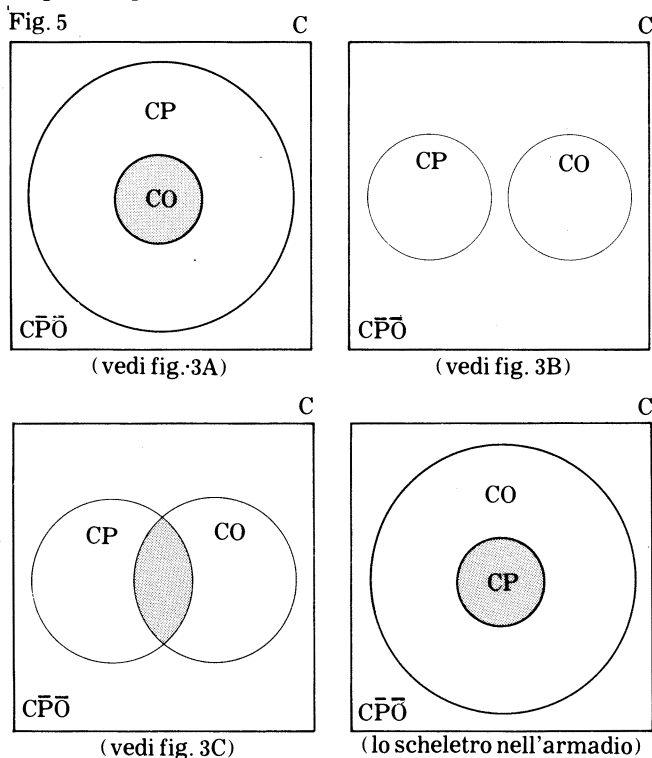 Fig. 5
C
C
CP
CO
CP̅O̅
(vedi fig. 3A)
CP
CO
CP̅O̅
(vedi fig. 3B)
C
C
CP
CO
CP̅O̅
(vedi fig. 3C)
CO
CP
CP̅O̅
(lo scheletro nell'armadio)